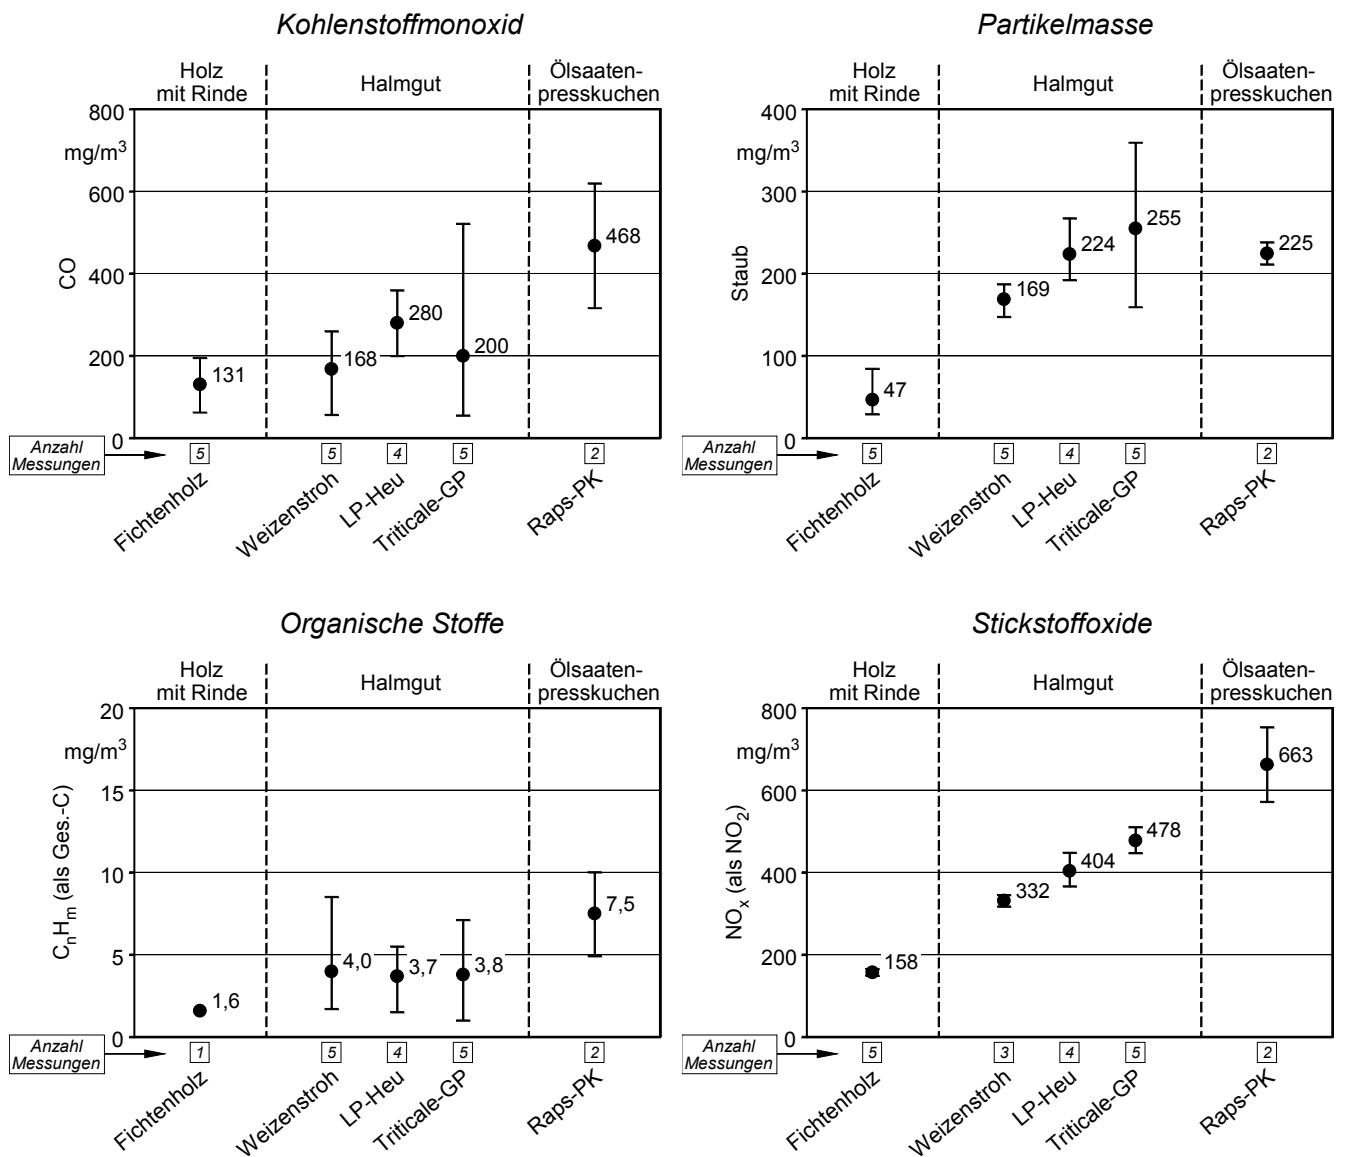 Kohlenstoffmonoxid
Holz
mit Rinde
Halmgut
Ölsaaten-
presskuchen
800
mg/m³
600
400
200
0
CO
131
168
280
200
468
Anzahl
Messungen
5
5
4
5
2
Fichtenholz
Weizenstroh
LP-Heu
Triticale-GP
Raps-PK
Partikelmasse
Holz
mit Rinde
Halmgut
Ölsaaten-
presskuchen
400
mg/m³
300
200
100
0
Staub
47
169
224
255
225
Anzahl
Messungen
5
5
4
5
2
Fichtenholz
Weizenstroh
LP-Heu
Triticale-GP
Raps-PK
Organische Stoffe
Holz
mit Rinde
Halmgut
Ölsaaten-
presskuchen
20
mg/m³
15
10
5
0
CnHm (als Ges.-C)
1,6
4,0
3,7
3,8
7,5
Anzahl
Messungen
1
5
4
5
2
Fichtenholz
Weizenstroh
LP-Heu
Triticale-GP
Raps-PK
Stickstoffoxide
Holz
mit Rinde
Halmgut
Ölsaaten-
presskuchen
800
mg/m³
600
400
200
0
NOx (als NO2)
158
332
404
478
663
Anzahl
Messungen
5
3
4
5
2
Fichtenholz
Weizenstroh
LP-Heu
Triticale-GP
Raps-PK